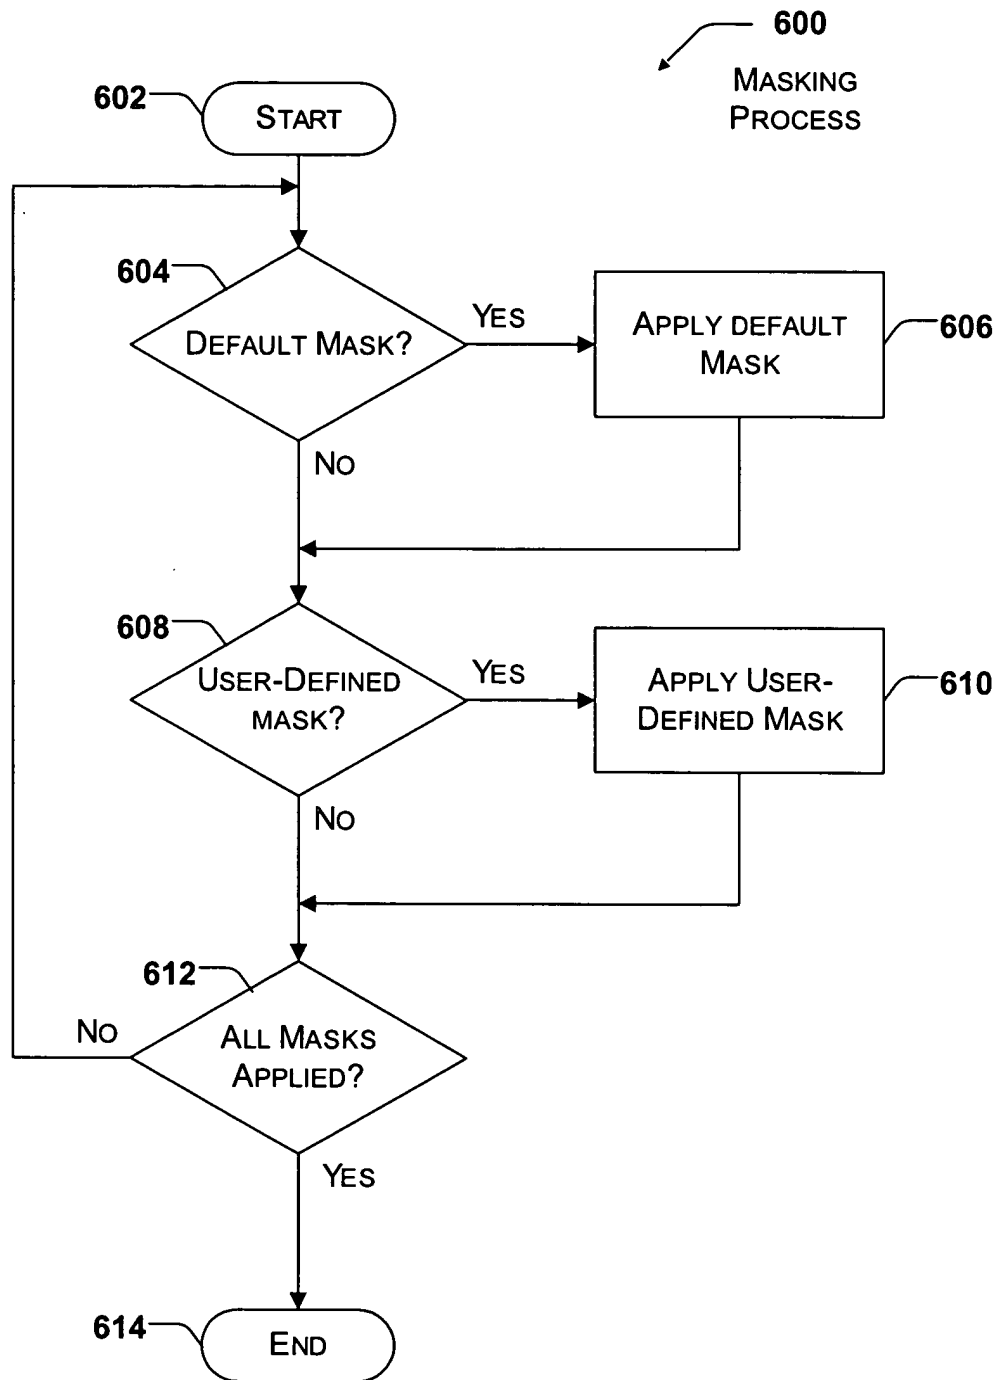 600
MASKING
PROCESS
602
START
604
DEFAULT MASK?
YES
APPLY DEFAULT
MASK
606
NO
608
USER-DEFINED
MASK?
YES
APPLY USER-
DEFINED MASK
610
NO
612
NO
ALL MASKS
APPLIED?
YES
614
END